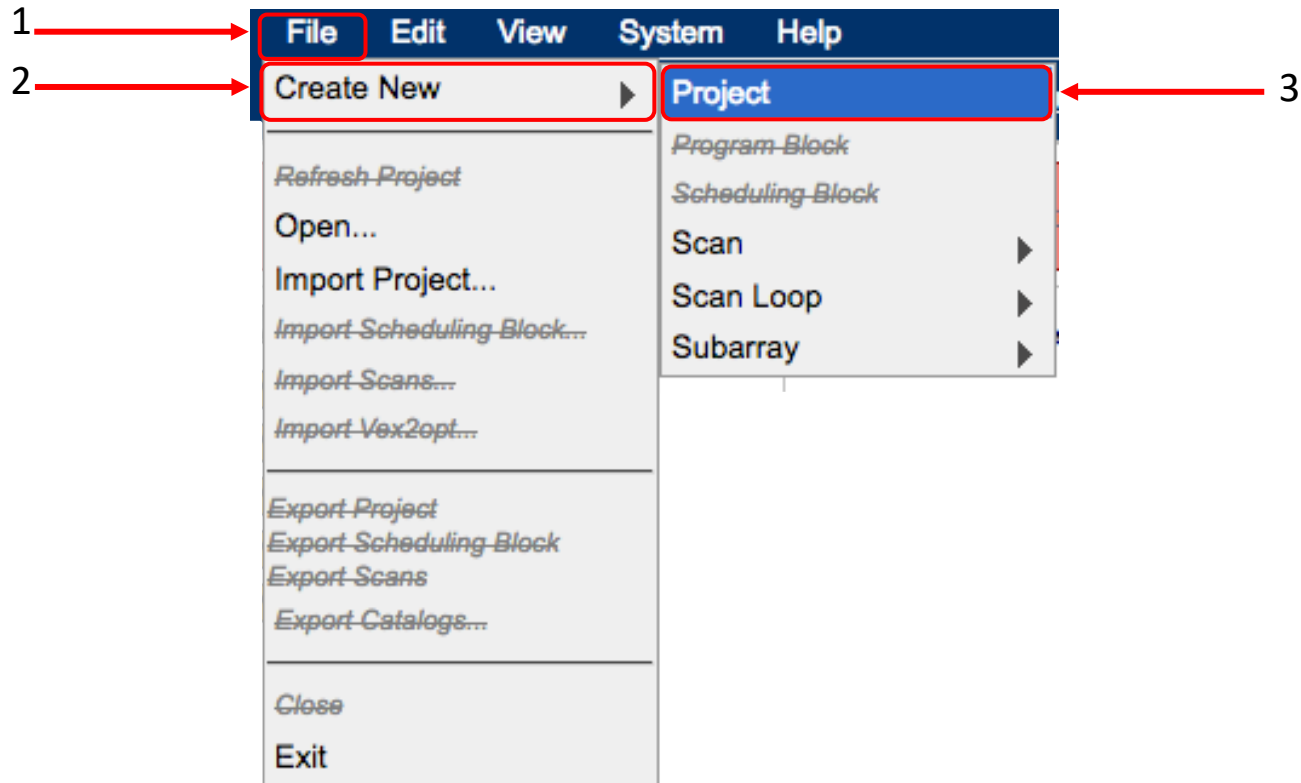 1
File Edit View System Help
2
Create New
Project
3
Program Block
Refresh Project
Scheduling Block
Open...
Scan
Import Project...
Scan Loop
Import Scheduling Block...
Subarray
Import Scans...
Import Vex2opt...
Export Project
Export Scheduling Block
Export Scans
Export Catalogs...
Close
Exit